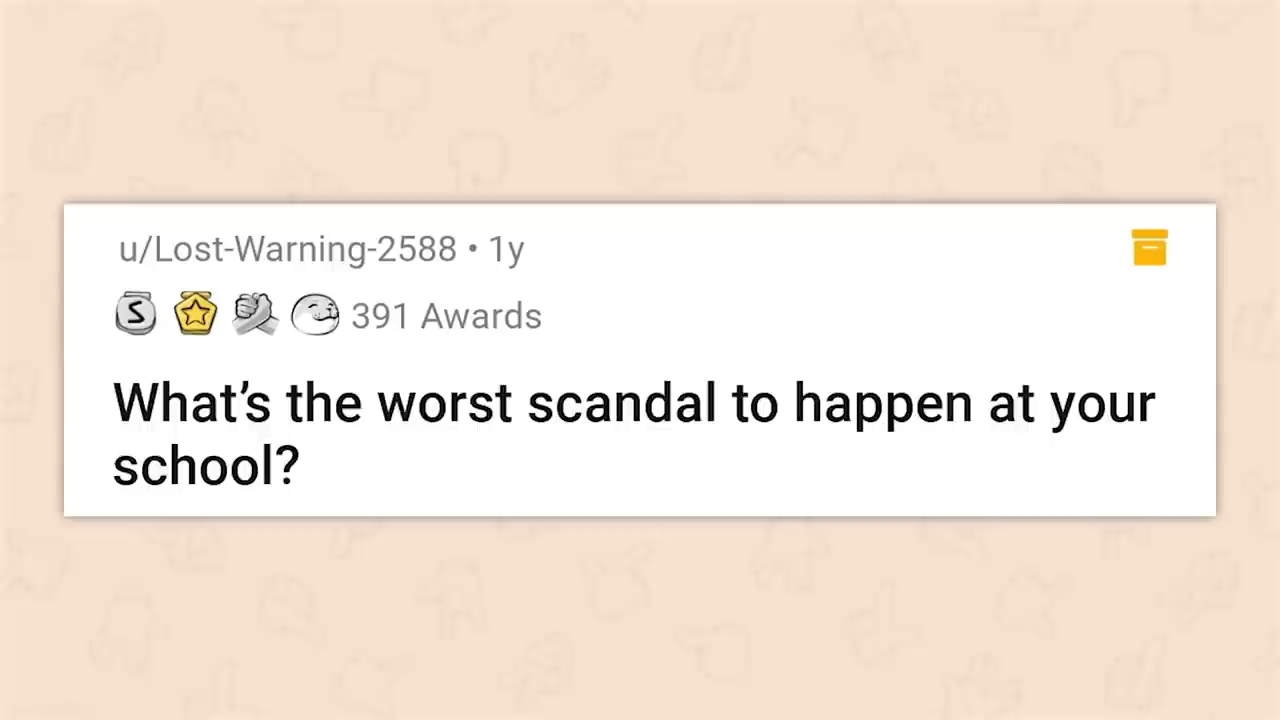 u/Lost-Warning-2588 • 1y
S 391 Awards
What’s the worst scandal to happen at your
school?